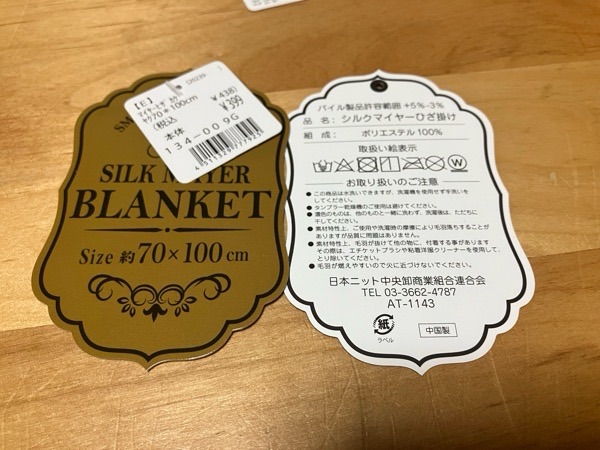 SILK MEYER
BLANKET
Size 約70×100cm
【E】
ヤク70*100cm
(税込 ¥438)
本体 ¥399
134-009G
パイル製品許容範囲 +5%-3%
品 名: シルクマイヤーひざ掛け
組 成: ポリエステル 100%
取扱い絵表示
お取り扱いのご注意
● この商品は水洗いできますが、洗濯機を使用せず手洗いを
してください。
● タンブラー乾燥機のご使用は避けてください。
● 濃色のものは、他のものと一緒に洗わず、洗濯後は、ただちに
干してください。
● 素材特性上、ご使用や洗濯時の摩擦により毛羽落ちすることが
ありますが品質に問題はありません。
● 素材特性上、毛羽が抜けて他の物に、付着する事があります
その際は、エチケットブラシや粘着洋服クリーナーを使用して、
とり除いてください。
● 毛羽が燃えやすいので火に近づけないでください。
日本ニット中央卸商業組合連合会
TEL 03-3662-4787
AT-1143
紙
ラベル
中国製